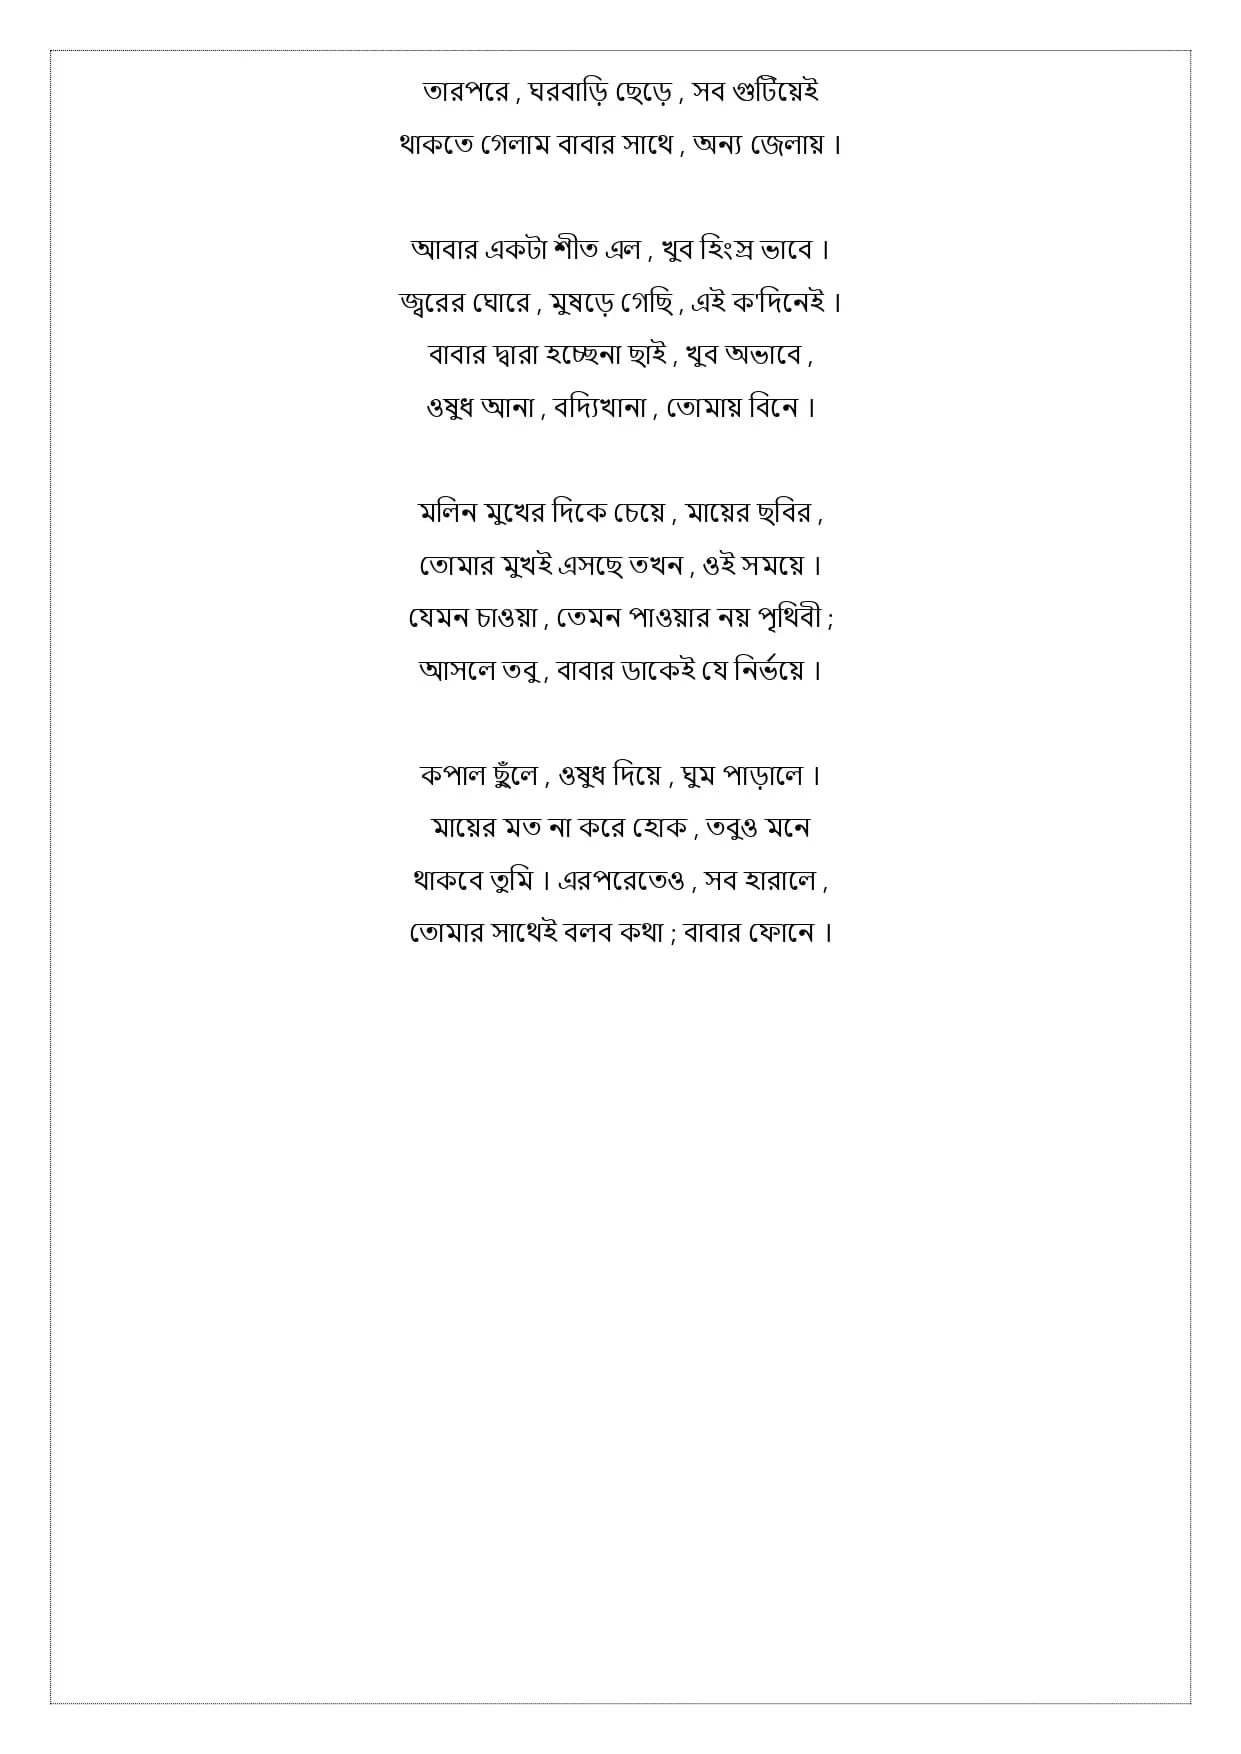 তারপরে , ঘরবাড়ি ছেড়ে , সব গুটিয়েই
থাকতে গেলাম বাবার সাথে , অন্য জেলায় ।
আবার একটা শীত এল , খুব হিংস্র ভাবে ।
জ্বরের ঘোরে , মুষড়ে গেছি , এই ক'দিনেই ।
বাবার দ্বারা হচ্ছেনা ছাই , খুব অভাবে ,
ওষুধ আনা , বদ্যিখানা , তোমায় বিনে ।
মলিন মুখের দিকে চেয়ে , মায়ের ছবির ,
তোমার মুখই এসছে তখন , ওই সময়ে ।
যেমন চাওয়া , তেমন পাওয়ার নয় পৃথিবী ;
আসলে তবু , বাবার ডাকেই যে নির্ভয়ে ।
কপাল ছুঁলে , ওষুধ দিয়ে , ঘুম পাড়ালে ।
মায়ের মত না করে হোক , তবুও মনে
থাকবে তুমি । এরপরেতেও , সব হারালে ,
তোমার সাথেই বলব কথা ; বাবার ফোনে ।